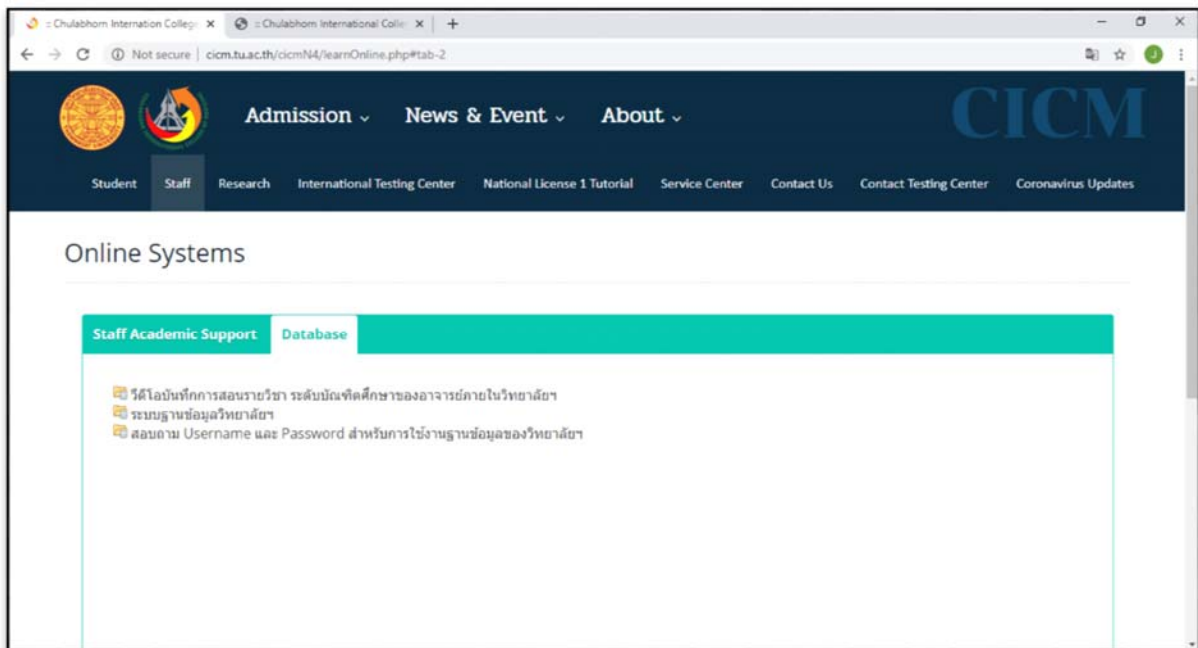 :: Chulabhorn Internation College
:: Chulabhorn International Colle
Not secure | cicm.tu.ac.th/cicmN4/learnOnline.php#tab-2
J
Admission
News & Event
About
CICM
Student
Staff
Research
International Testing Center
National License 1 Tutorial
Service Center
Contact Us
Contact Testing Center
Coronavirus Updates
Online Systems
Staff Academic Support
Database
วีดีโอบันทึกการสอนรายวิชา ระดับบัณฑิตศึกษาของอาจารย์ภายในวิทยาลัยฯ
ระบบฐานข้อมูลวิทยาลัยฯ
สอบถาม Username และ Password สำหรับการใช้งานฐานข้อมูลของวิทยาลัยฯ